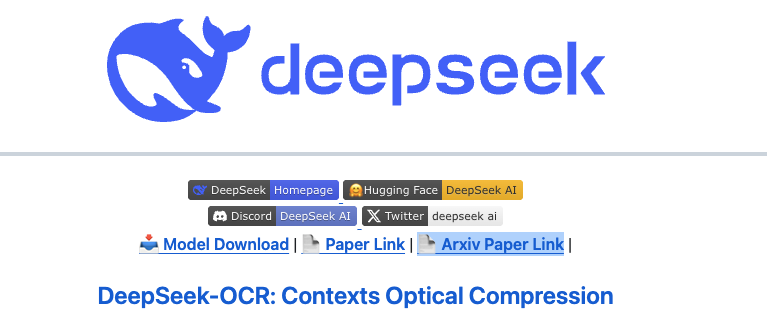 deepseek
DeepSeek Homepage Hugging Face DeepSeek AI
Discord DeepSeek AI Twitter deepseek ai
Model Download | Paper Link | Arxiv Paper Link |
DeepSeek-OCR: Contexts Optical Compression